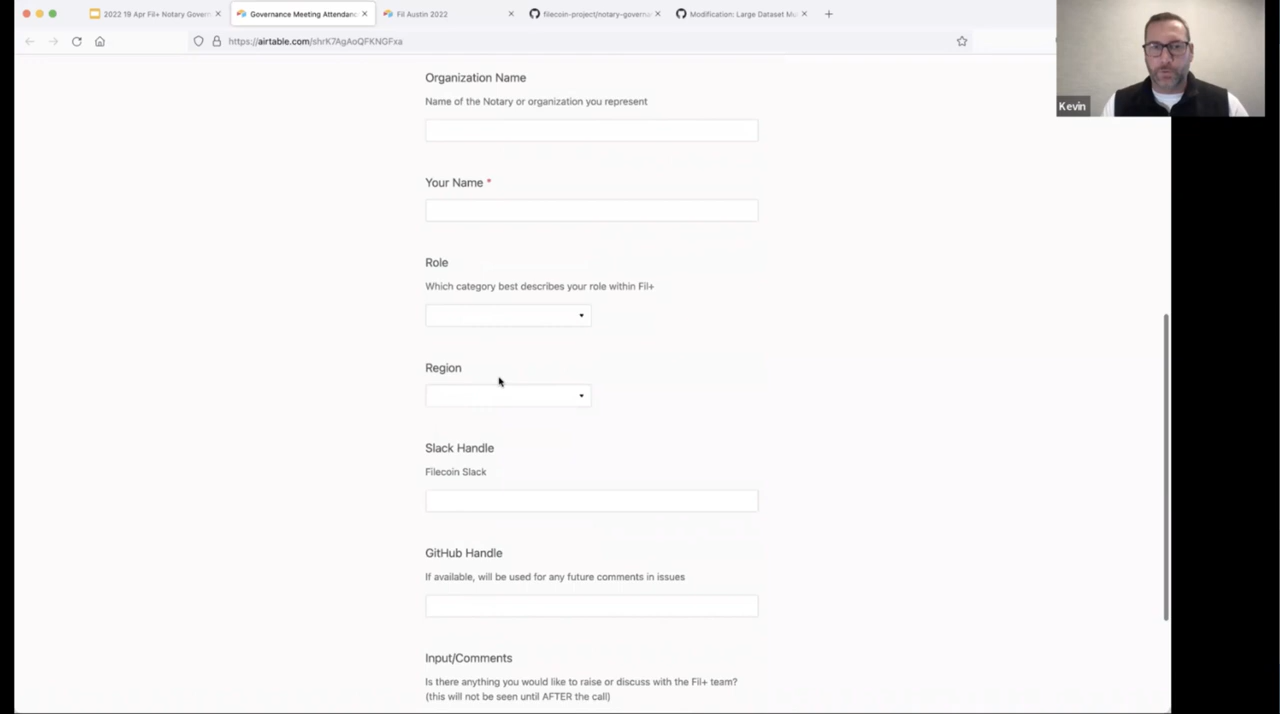 2022 19 Apr Fil+ Notary Govern
Governance Meeting Attendanc
Fil Austin 2022
filecoin-project/notary-governa
Modification: Large Dataset Mu
https://airtable.com/shrK7AgAoQFKNGFxa
Kevin
Organization Name
Name of the Notary or organization you represent
Your Name *
Role
Which category best describes your role within Fil+
Region
Slack Handle
Filecoin Slack
GitHub Handle
If available, will be used for any future comments in issues
Input/Comments
Is there anything you would like to raise or discuss with the Fil+ team?
(this will not be seen until AFTER the call)